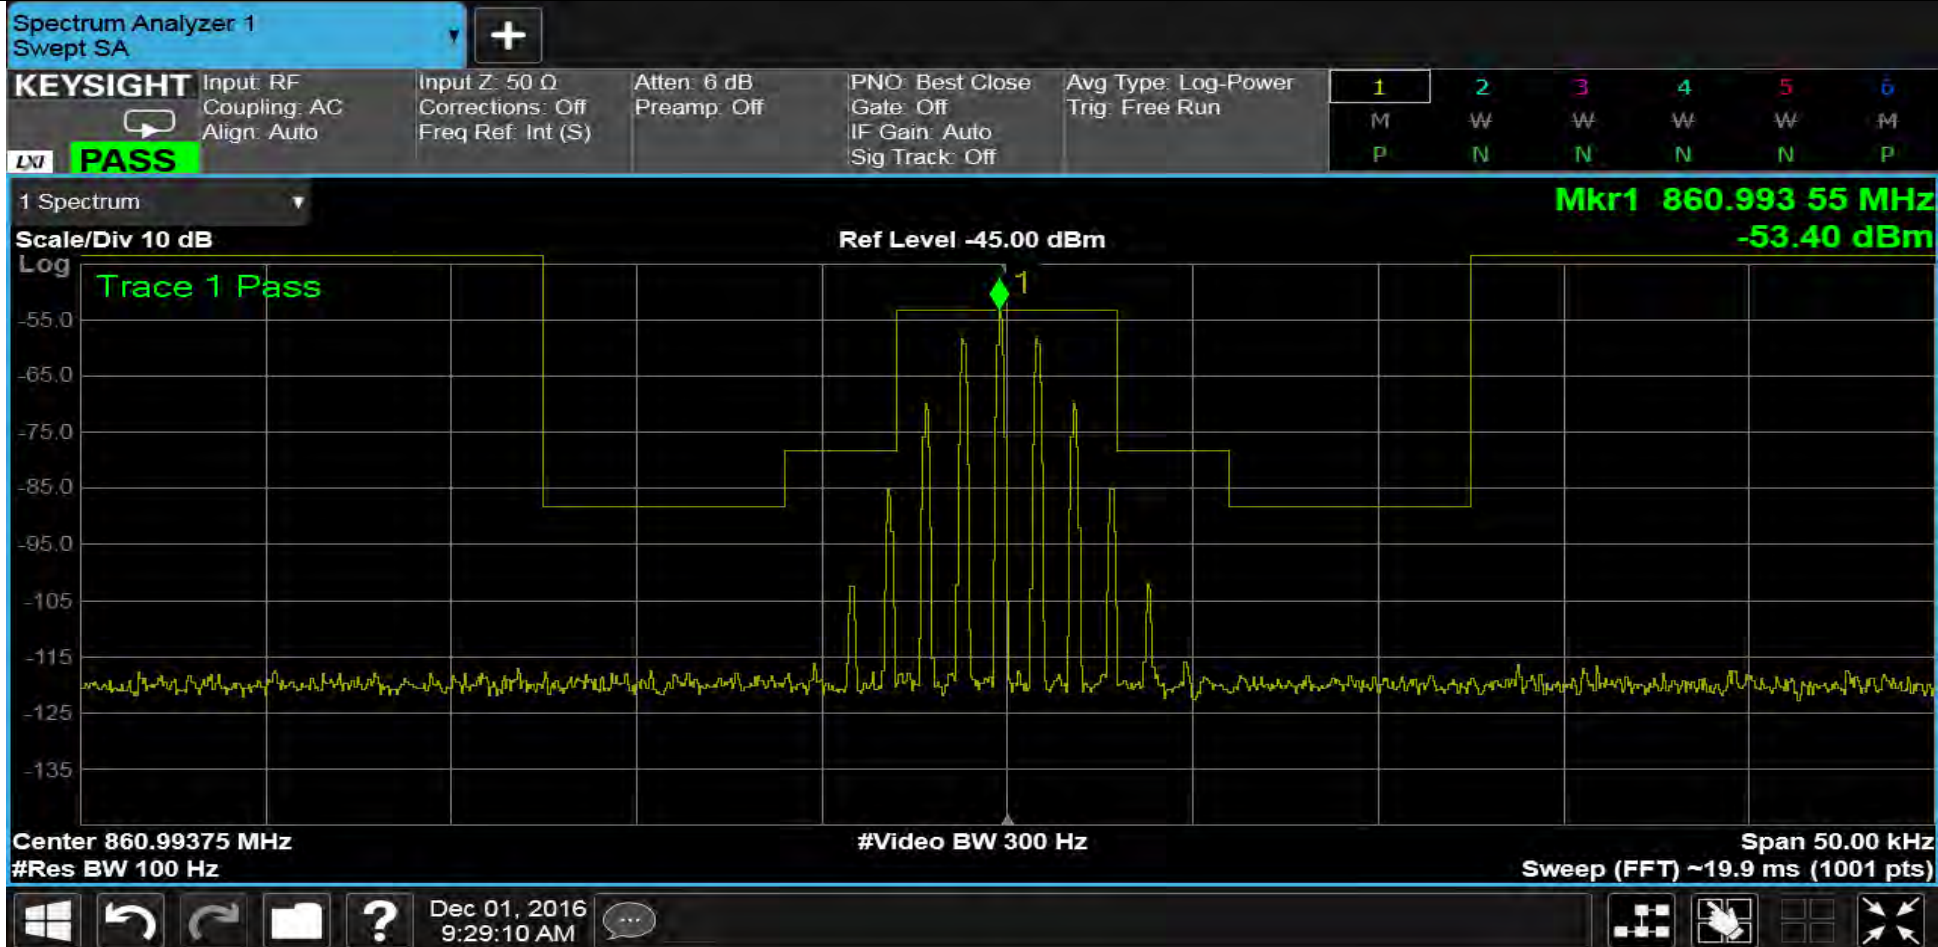 Spectrum Analyzer 1
Swept SA
KEYSIGHT
LXI
PASS
Input: RF
Coupling: AC
Align: Auto
Input Z: 50 Ω
Corrections: Off
Freq Ref: Int (S)
Atten: 6 dB
Preamp: Off
PNO: Best Close
Gate: Off
IF Gain: Auto
Sig Track: Off
Avg Type: Log-Power
Trig: Free Run
1 2 3 4 5 6
M W W W W M
P N N N N P
1 Spectrum
Mkr1 860.993 55 MHz
-53.40 dBm
Scale/Div 10 dB
Ref Level -45.00 dBm
Log
Trace 1 Pass
1
-55.0
-65.0
-75.0
-85.0
-95.0
-105
-115
-125
-135
Center 860.99375 MHz
#Video BW 300 Hz
Span 50.00 kHz
#Res BW 100 Hz
Sweep (FFT) ~19.9 ms (1001 pts)
?
Dec 01, 2016
9:29:10 AM